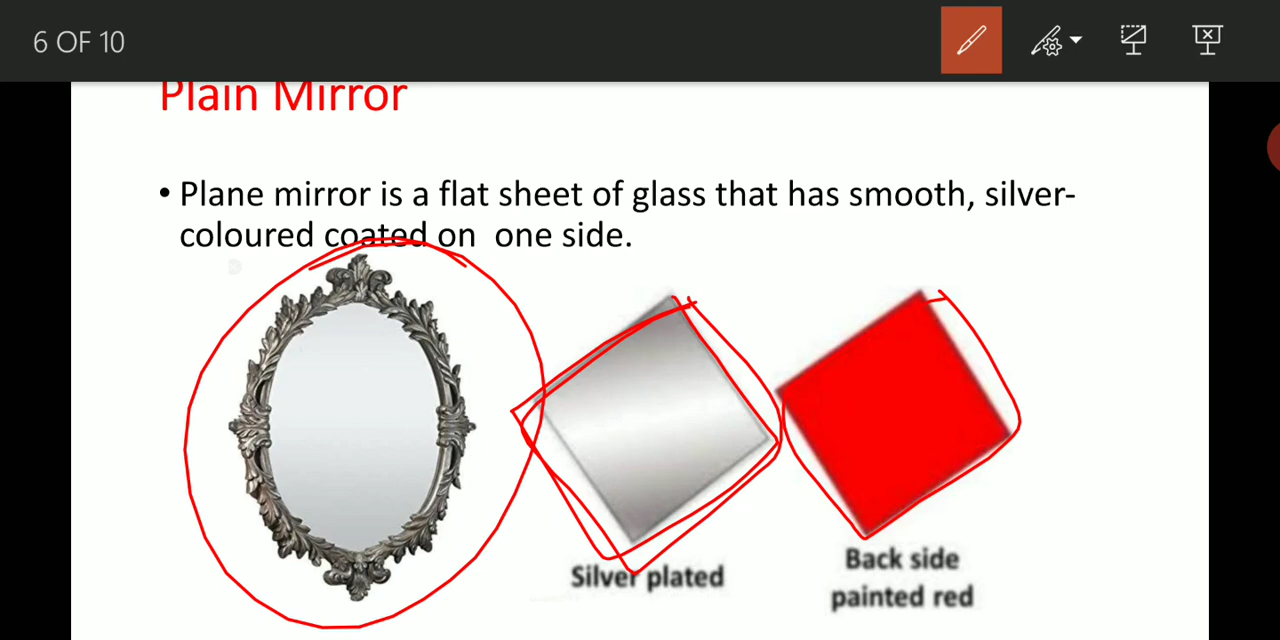 6 OF 10
Plain Mirror
• Plane mirror is a flat sheet of glass that has smooth, silver-
coloured coated on one side.
Silver plated
Back side
painted red